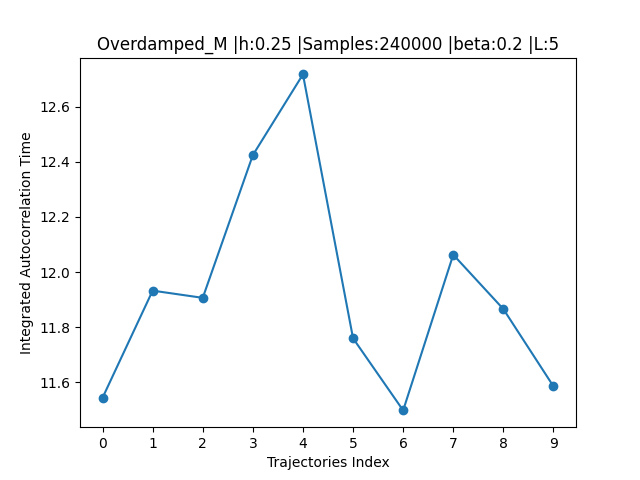 Overdamped_M |h:0.25 |Samples:240000 |beta:0.2 |L:5
Integrated Autocorrelation Time
12.6
12.4
12.2
12.0
11.8
11.6
0 1 2 3 4 5 6 7 8 9
Trajectories Index